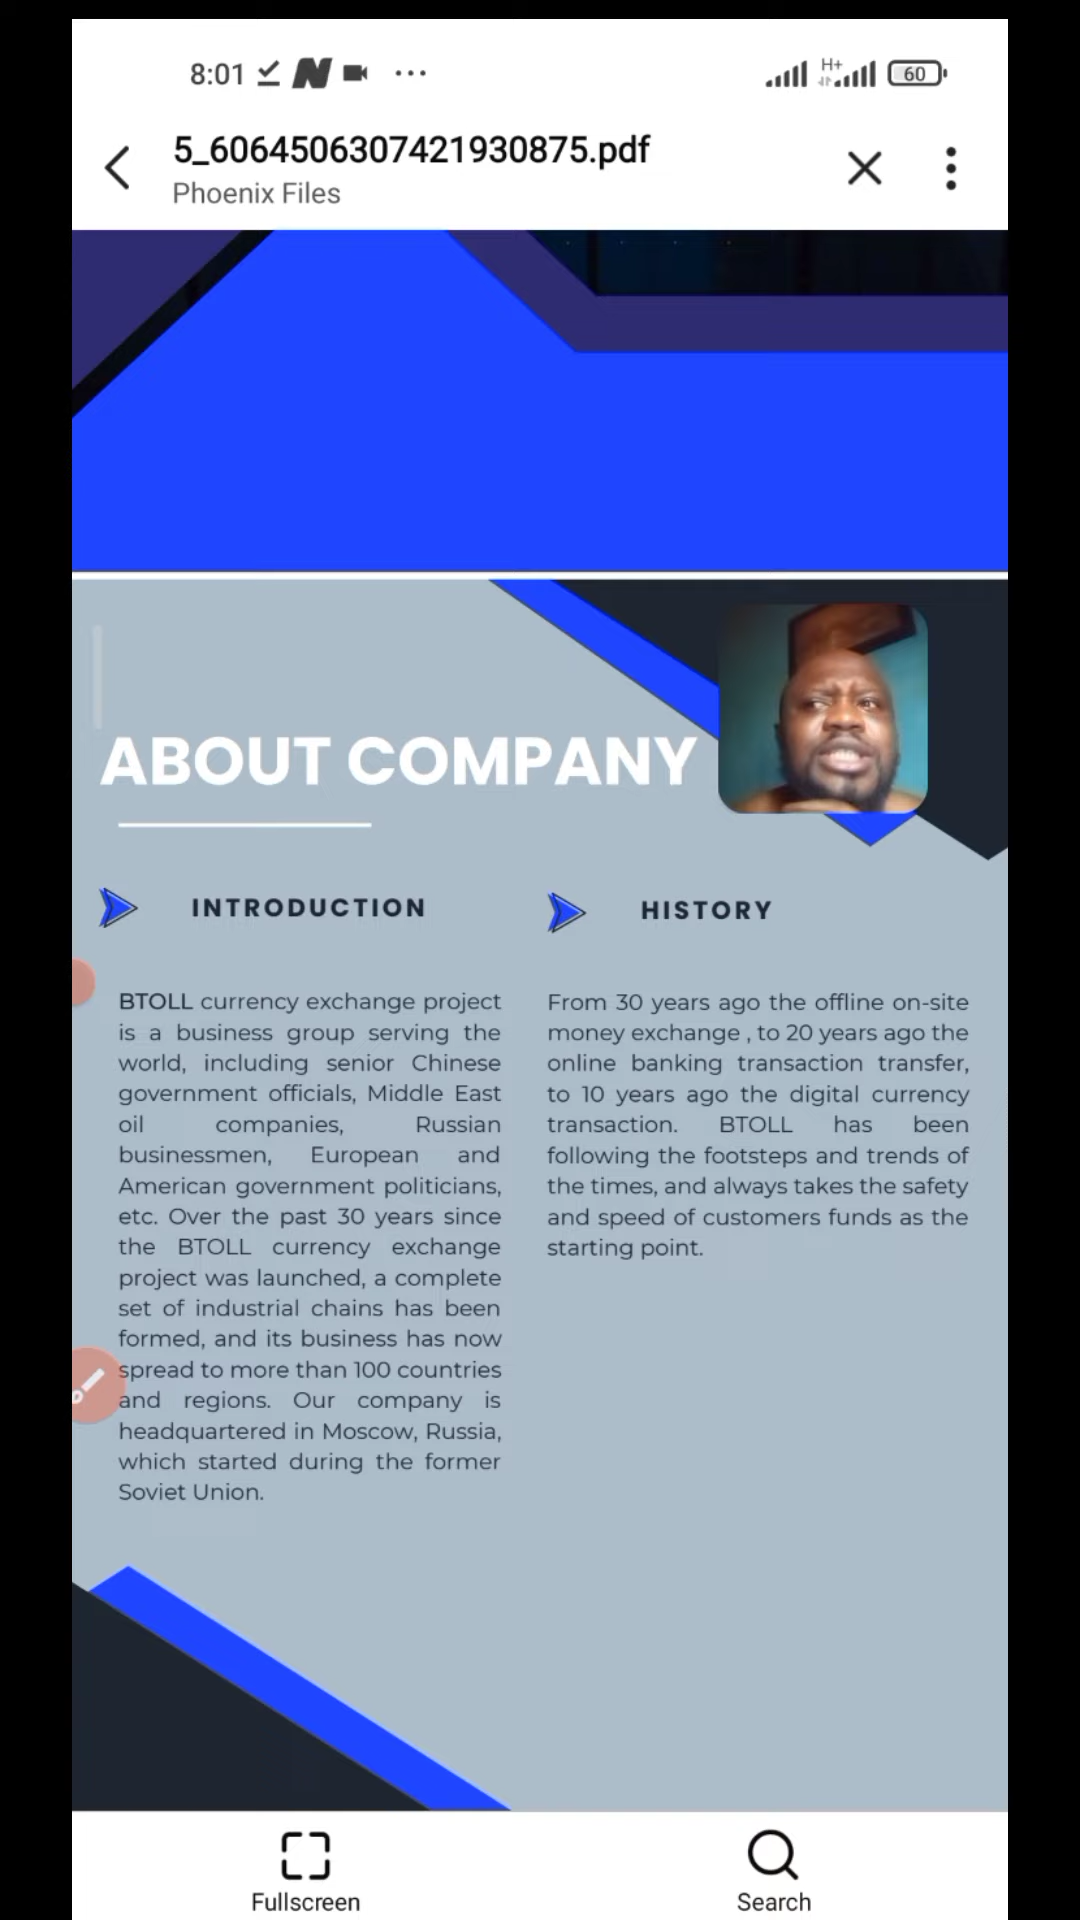 8:01
H+
60
5_6064506307421930875.pdf
Phoenix Files
ABOUT COMPANY
INTRODUCTION
BTOLL currency exchange project
is a business group serving the
world, including senior Chinese
government officials, Middle East
oil companies, Russian
businessmen, European and
American government politicians,
etc. Over the past 30 years since
the BTOLL currency exchange
project was launched, a complete
set of industrial chains has been
formed, and its business has now
spread to more than 100 countries
and regions. Our company is
headquartered in Moscow, Russia,
which started during the former
Soviet Union.
HISTORY
From 30 years ago the offline on-site
money exchange , to 20 years ago the
online banking transaction transfer,
to 10 years ago the digital currency
transaction. BTOLL has been
following the footsteps and trends of
the times, and always takes the safety
and speed of customers funds as the
starting point.
Fullscreen
Search